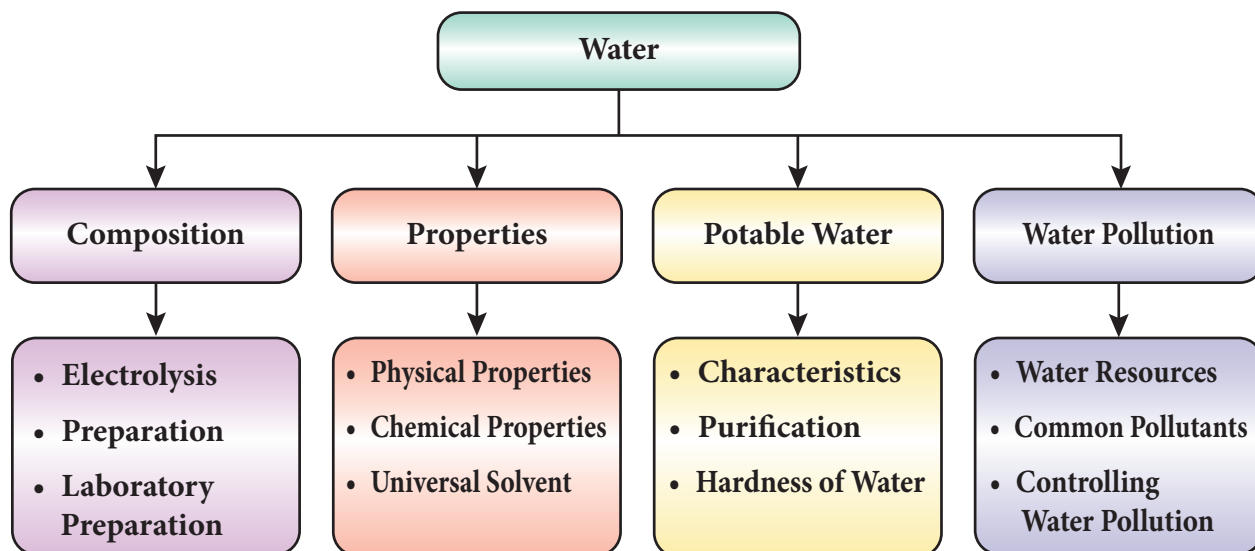 Water
Composition
Properties
Potable Water
Water Pollution
• Electrolysis
• Preparation
• Laboratory
Preparation
• Physical Properties
• Chemical Properties
• Universal Solvent
• Characteristics
• Purification
• Hardness of Water
• Water Resources
• Common Pollutants
• Controlling
Water Pollution